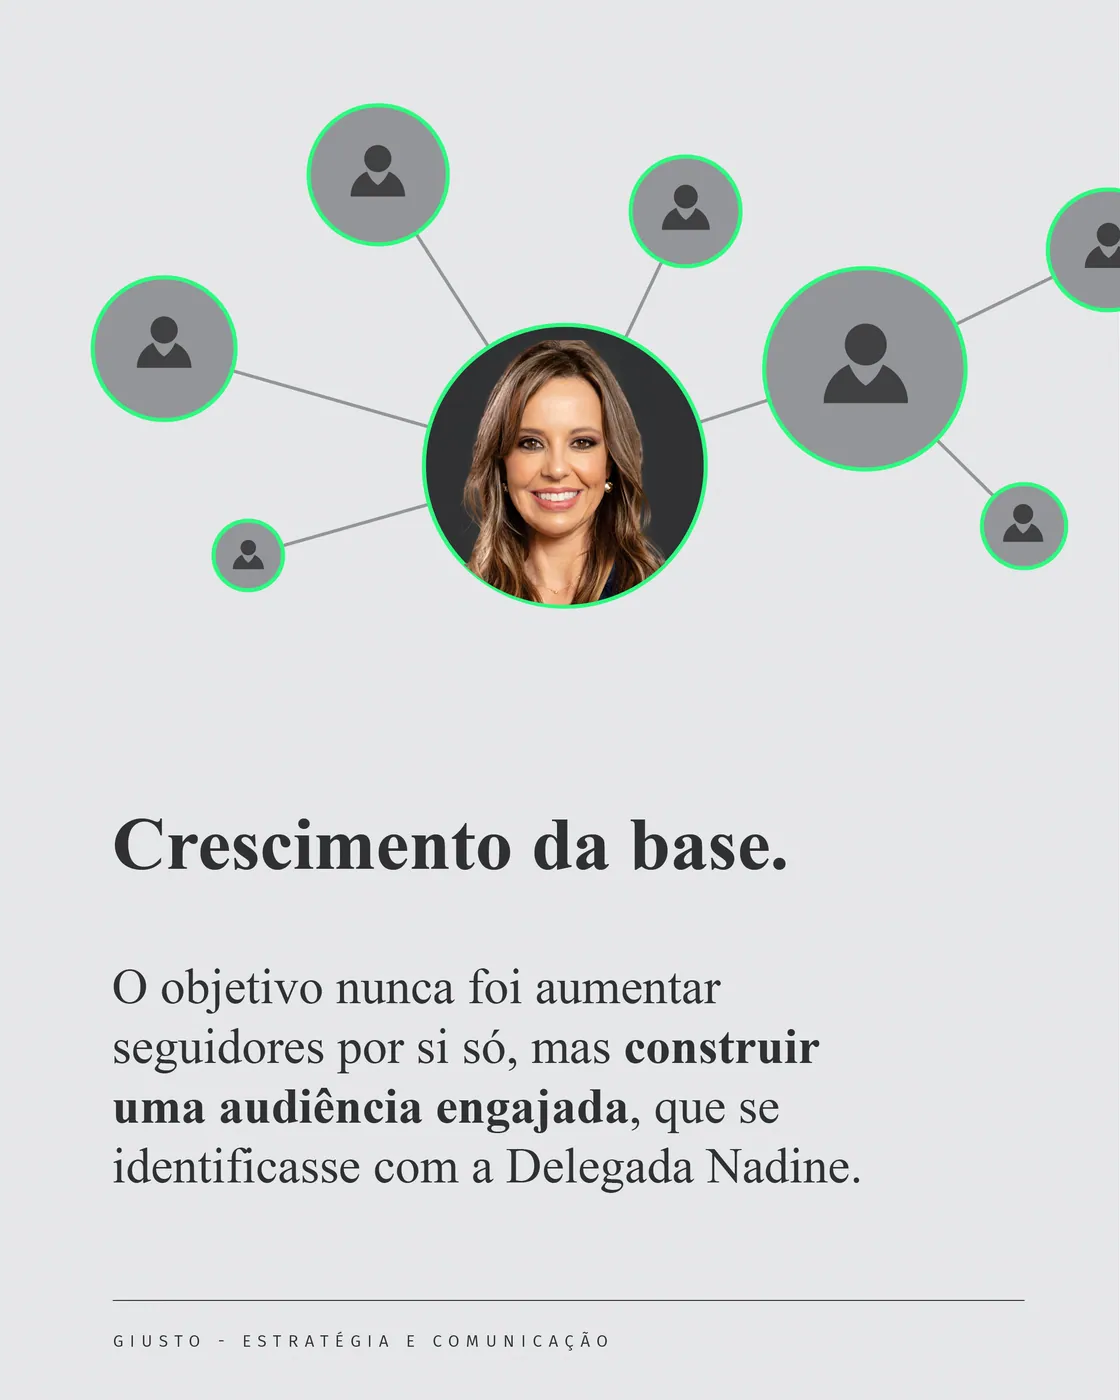 Crescimento da base.
O objetivo nunca foi aumentar
seguidores por si só, mas construir
uma audiência engajada, que se
identificasse com a Delegada Nadine.
GIUSTO - ESTRATÉGIA E COMUNICAÇÃO